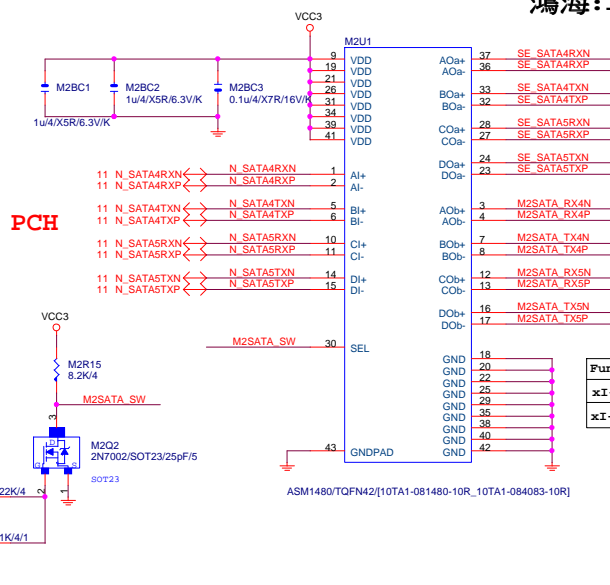 鴻海:
VCC3
M2U1
9 VDD
19 VDD
21 VDD
26 VDD
31 VDD
34 VDD
39 VDD
41 VDD
M2BC1
1u/4/X5R/6.3V/K
M2BC2
1u/4/X5R/6.3V/K
M2BC3
0.1u/4/X7R/16V/K
AOa+ 37 SE_SATA4RXN
AOa- 36 SE_SATA4RXP
BOa+ 33 SE_SATA4TXN
BOa- 32 SE_SATA4TXP
COa+ 28 SE_SATA5RXN
COa- 27 SE_SATA5RXP
DOa+ 24 SE_SATA5TXN
DOa- 23 SE_SATA5TXP
PCH
11 N_SATA4RXN N_SATA4RXN 1 AI+
11 N_SATA4RXP N_SATA4RXP 2 AI-
11 N_SATA4TXN N_SATA4TXN 5 BI+
11 N_SATA4TXP N_SATA4TXP 6 BI-
11 N_SATA5RXN N_SATA5RXN 10 CI+
11 N_SATA5RXP N_SATA5RXP 11 CI-
11 N_SATA5TXN N_SATA5TXN 14 DI+
11 N_SATA5TXP N_SATA5TXP 15 DI-
AOb+ 3 M2SATA_RX4N
AOb- 4 M2SATA_RX4P
BOb+ 7 M2SATA_TX4N
BOb- 8 M2SATA_TX4P
COb+ 12 M2SATA_RX5N
COb- 13 M2SATA_RX5P
DOb+ 16 M2SATA_TX5N
DOb- 17 M2SATA_TX5P
M2SATA_SW 30 SEL
GND 18
GND 20
GND 22
GND 25
GND 29
GND 35
GND 38
GND 40
GND 42
43 GNDPAD
ASM1480/TQFN42/[10TA1-081480-10R_10TA1-084083-10R]
VCC3
M2R15
8.2K/4
M2SATA_SW
3
D
G
S
2
1
M2Q2
2N7002/SOT23/25pF/5
SOT23
22K/4
1K/4/1
Fun
xI-
xI-